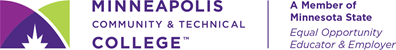 MINNEAPOLIS
COMMUNITY & TECHNICAL
COLLEGE™
A Member of
Minnesota State
Equal Opportunity
Educator & Employer